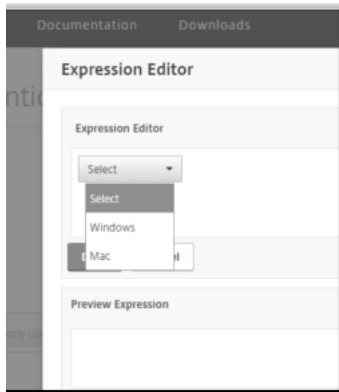 Documentation Downloads
Expression Editor
Expression Editor
Select
Select
Windows
Mac
Preview Expression